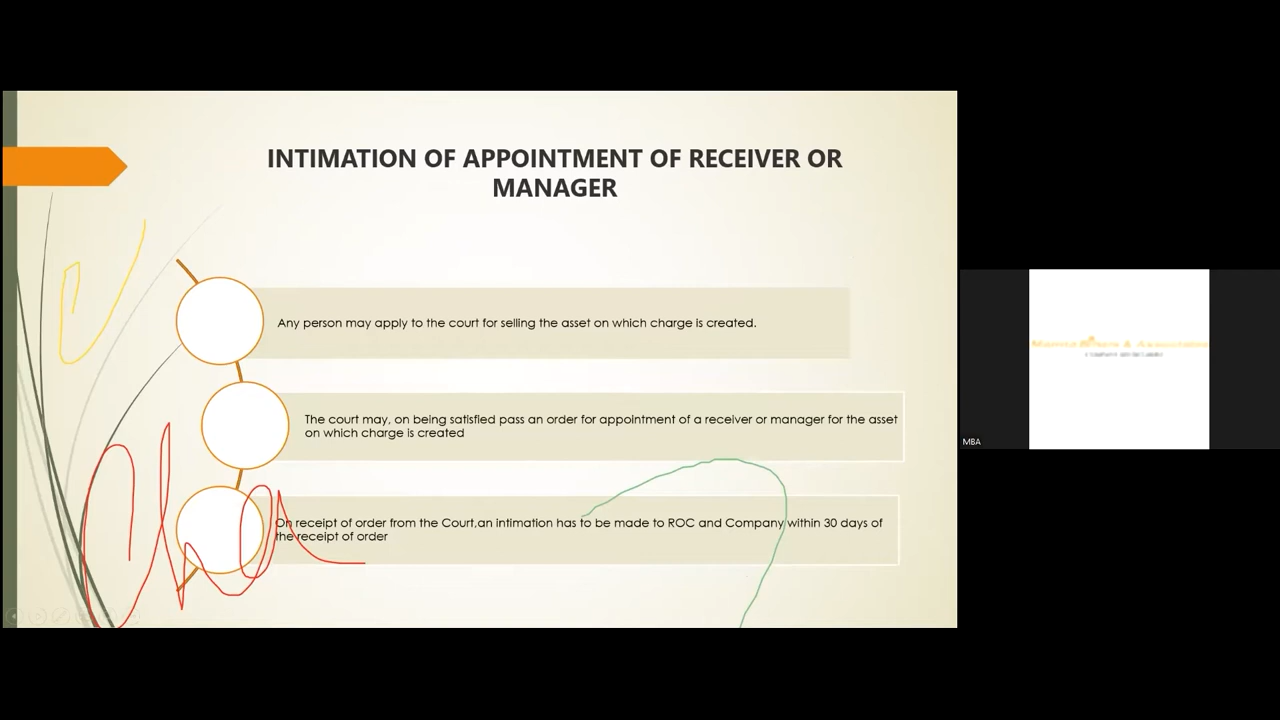 INTIMATION OF APPOINTMENT OF RECEIVER OR
MANAGER
Any person may apply to the court for selling the asset on which charge is created.
The court may, on being satisfied pass an order for appointment of a receiver or manager for the asset
on which charge is created
On receipt of order from the Court,an intimation has to be made to ROC and Company within 30 days of
the receipt of order
Cha
MBA